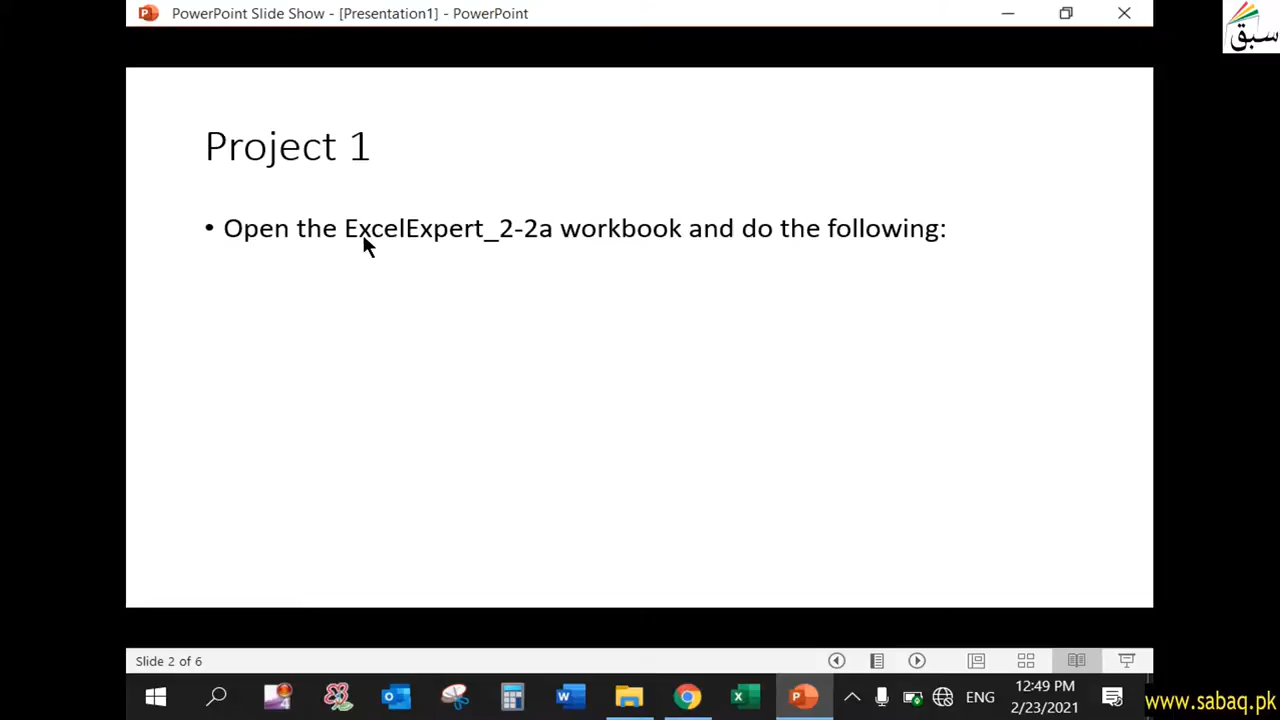 PowerPoint Slide Show - [Presentation1] - PowerPoint
سبق
Project 1
• Open the ExcelExpert_2-2a workbook and do the following:
Slide 2 of 6
ENG
12:49 PM
2/23/2021
www.sabaq.pk